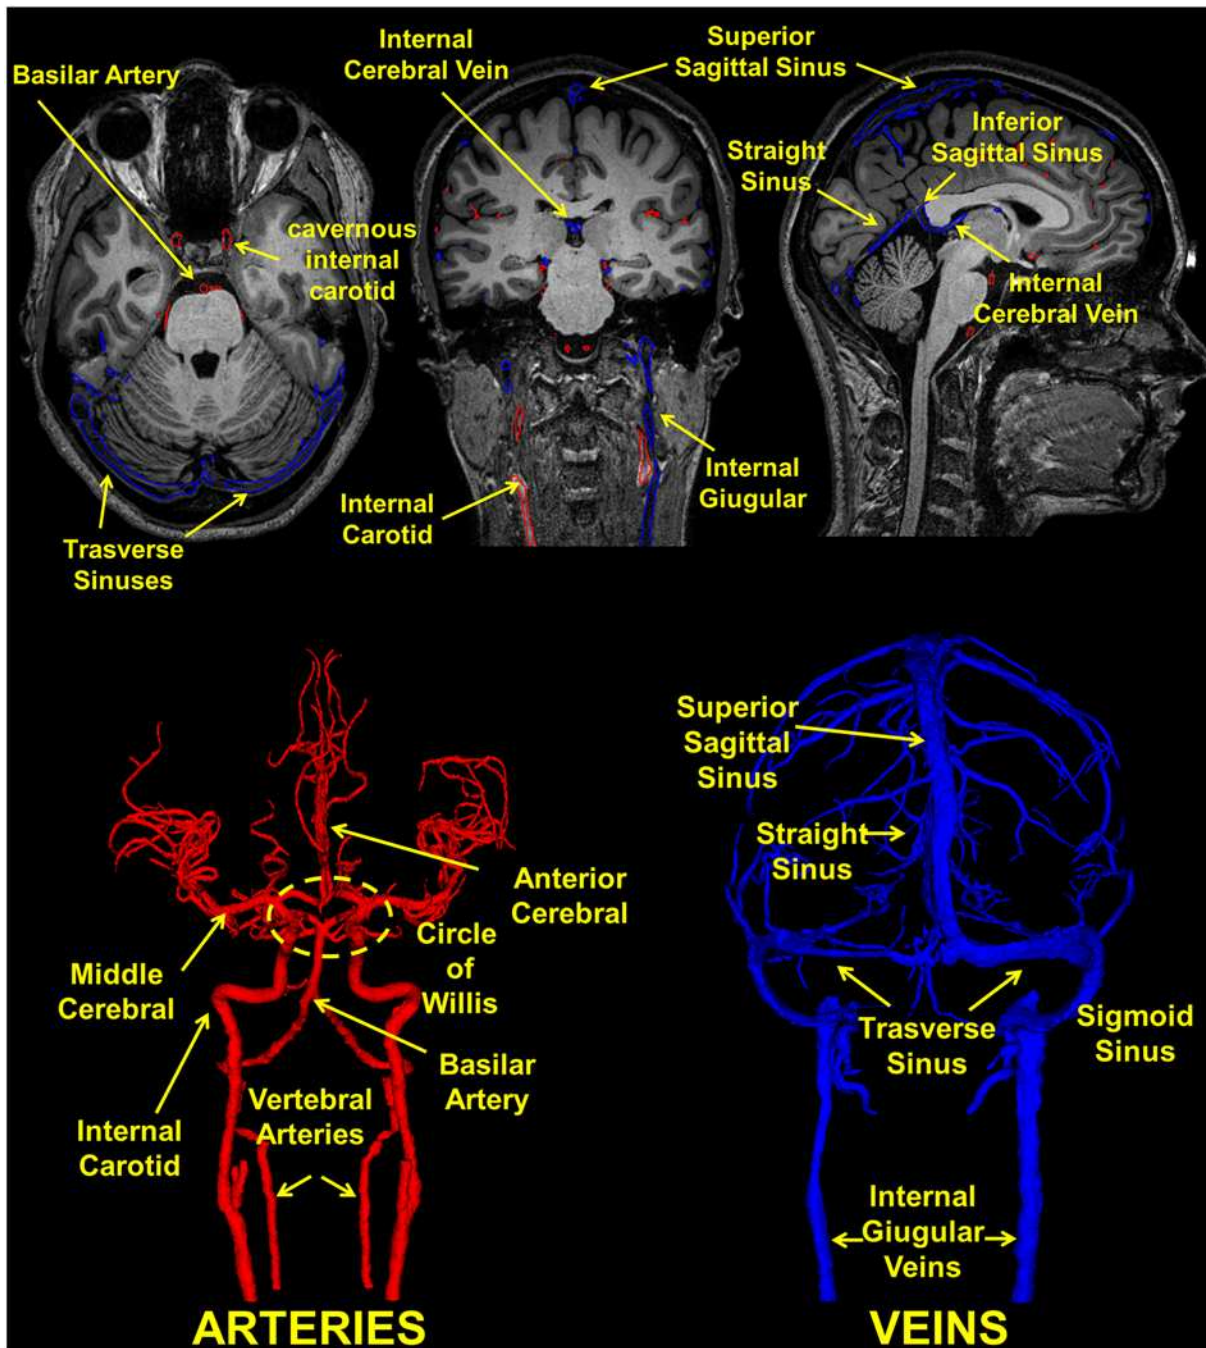 Basilar Artery
Internal
Cerebral Vein
Superior
Sagittal Sinus
Inferior
Sagittal Sinus
Straight
Sinus
cavernous
internal
carotid
Internal
Cerebral Vein
Internal
Giugular
Internal
Carotid
Trasverse
Sinuses
Anterior
Cerebral
Circle
of
Willis
Middle
Cerebral
Basilar
Artery
Vertebral
Arteries
Internal
Carotid
ARTERIES
Superior
Sagittal
Sinus
Straight
Sinus
Trasverse
Sinus
Sigmoid
Sinus
Internal
Giugular
Veins
VEINS